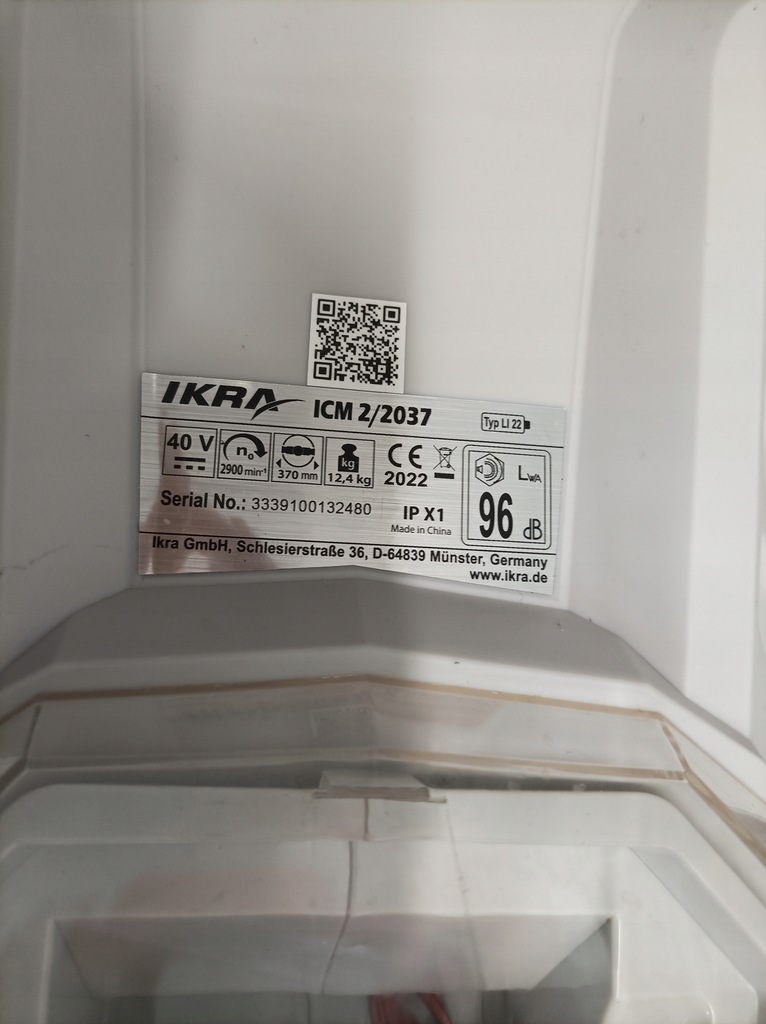 IKRA ICM 2/2037 Typ LI 22
40 V n₀ 2900 min⁻¹ 370 mm kg 12,4 kg CE 2022 LWA
Serial No.: 3339100132480 IP X1 96 dB
Made in China
Ikra GmbH, Schlesierstraße 36, D-64839 Münster, Germany
www.ikra.de